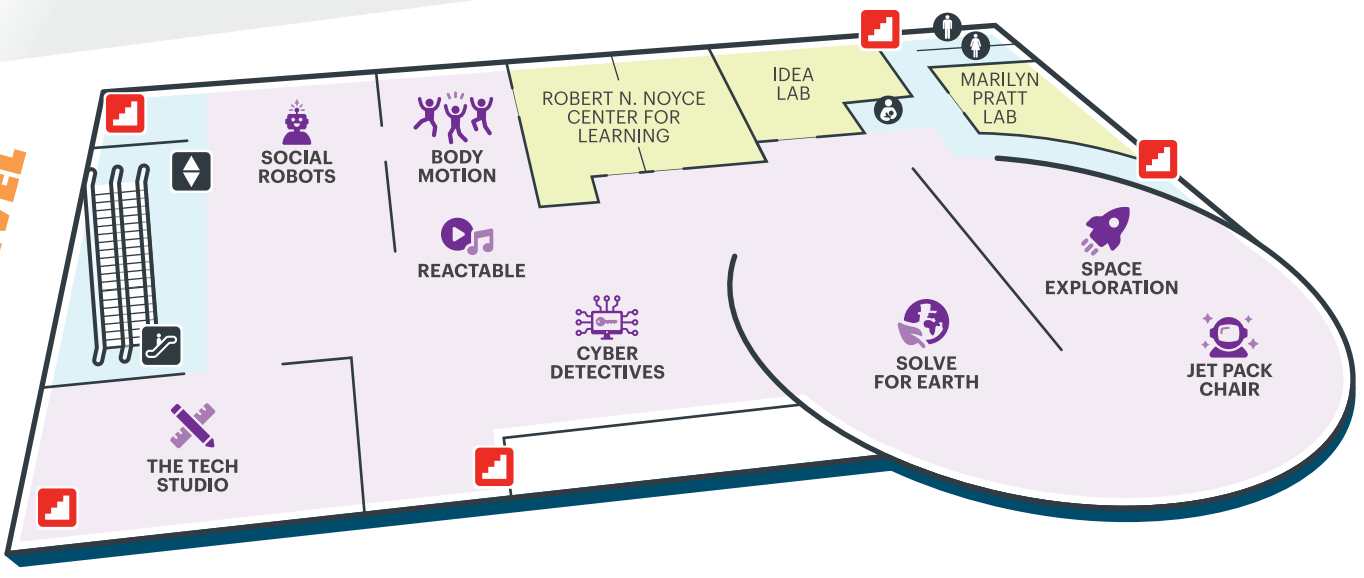 SOCIAL
ROBOTS
BODY
MOTION
ROBERT N. NOYCE
CENTER FOR
LEARNING
IDEA
LAB
MARILYN
PRATT
LAB
REACTABLE
SPACE
EXPLORATION
CYBER
DETECTIVES
SOLVE
FOR EARTH
JET PACK
CHAIR
THE TECH
STUDIO